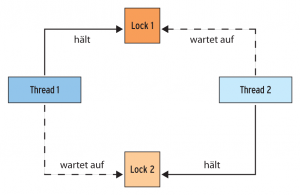 Lock 1
hält
wartet auf
Thread 1
Thread 2
wartet auf
hält
Lock 2